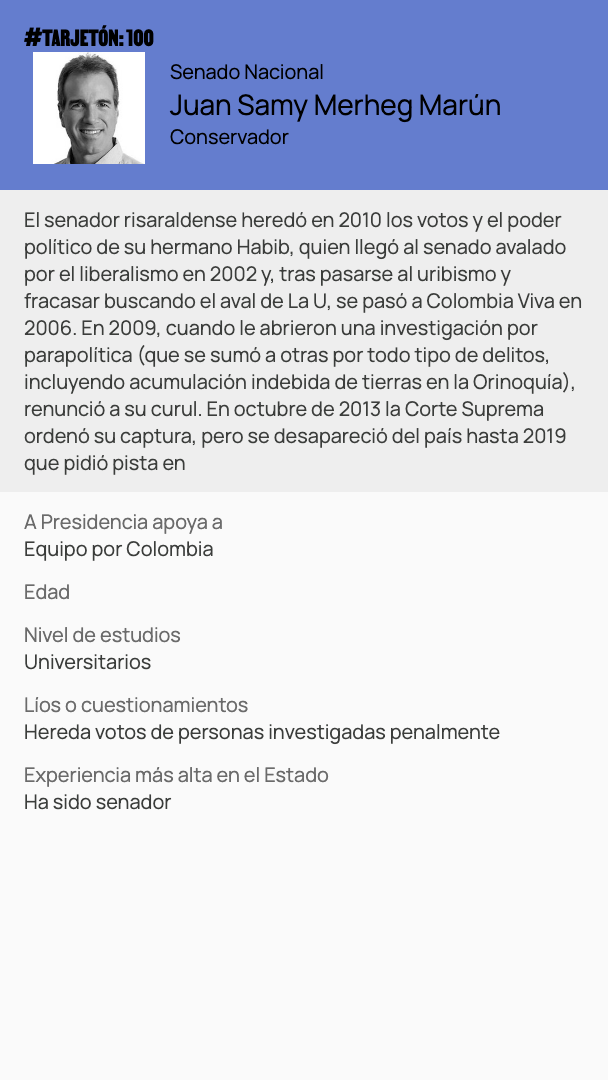 #TARJETÓN: 100
Senado Nacional
Juan Samy Merheg Marún
Conservador
El senador risaraldense heredó en 2010 los votos y el poder
político de su hermano Habib, quien llegó al senado avalado
por el liberalismo en 2002 y, tras pasarse al uribismo y
fracasar buscando el aval de La U, se pasó a Colombia Viva en
2006. En 2009, cuando le abrieron una investigación por
parapolítica (que se sumó a otras por todo tipo de delitos,
incluyendo acumulación indebida de tierras en la Orinoquía),
renunció a su curul. En octubre de 2013 la Corte Suprema
ordenó su captura, pero se desapareció del país hasta 2019
que pidió pista en
A Presidencia apoya a
Equipo por Colombia
Edad
Nivel de estudios
Universitarios
Líos o cuestionamientos
Hereda votos de personas investigadas penalmente
Experiencia más alta en el Estado
Ha sido senador